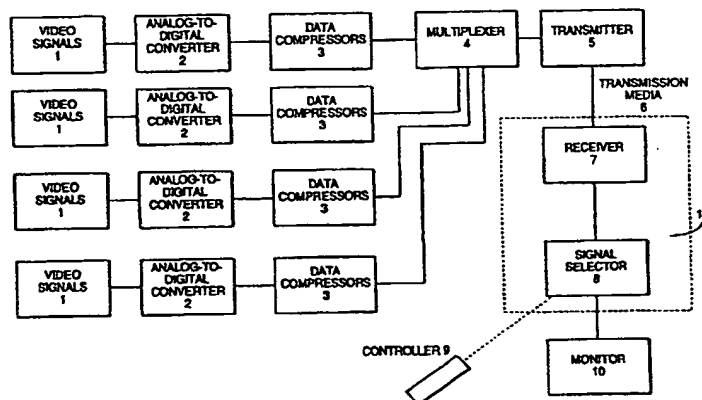 VIDEO
SIGNALS
1
ANALOG-TO-
DIGITAL
CONVERTER
2
DATA
COMPRESSORS
3
MULTIPLEXER
4
TRANSMITTER
5
TRANSMISSION
MEDIA
6
VIDEO
SIGNALS
1
ANALOG-TO-
DIGITAL
CONVERTER
2
DATA
COMPRESSORS
3
RECEIVER
7
VIDEO
SIGNALS
1
ANALOG-TO-
DIGITAL
CONVERTER
2
DATA
COMPRESSORS
3
VIDEO
SIGNALS
1
ANALOG-TO-
DIGITAL
CONVERTER
2
DATA
COMPRESSORS
3
SIGNAL
SELECTOR
8
CONTROLLER 9
MONITOR
10